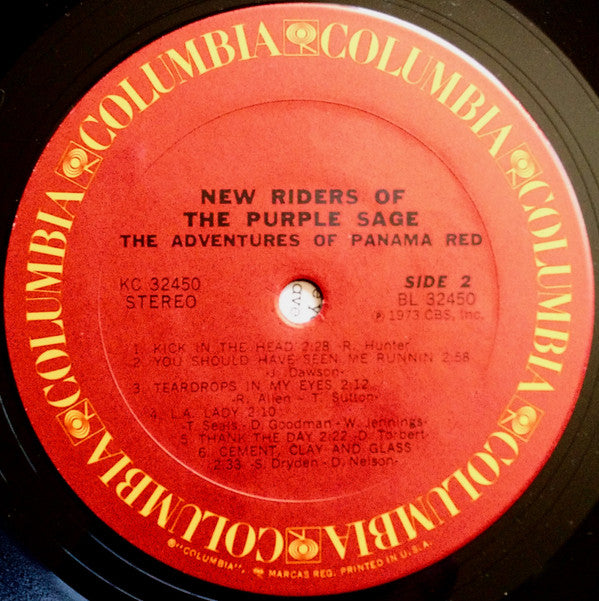 COLUMBIA COLUMBIA COLUMBIA COLUMBIA COLUMBIA COLUMBIA
NEW RIDERS OF
THE PURPLE SAGE
THE ADVENTURES OF PANAMA RED
KC 32450
STEREO
SIDE 2
BL 32450
Ⓟ 1973 CBS, Inc.
1. KICK IN THE HEAD 2:28 -R. Hunter-
2. YOU SHOULD HAVE SEEN ME RUNNIN 2:58
-J. Dawson-
3. TEARDROPS IN MY EYES 2:12
-R. Allen - T. Sutton-
4. L.A. LADY 2:10
-T. Seals - D. Goodman - W. Jennings-
5. THANK THE DAY 2:22 -D. Torbert-
6. CEMENT, CLAY AND GLASS
2:33 -S. Dryden - D. Nelson-
®"COLUMBIA", MARCAS REG. PRINTED IN U.S.A.